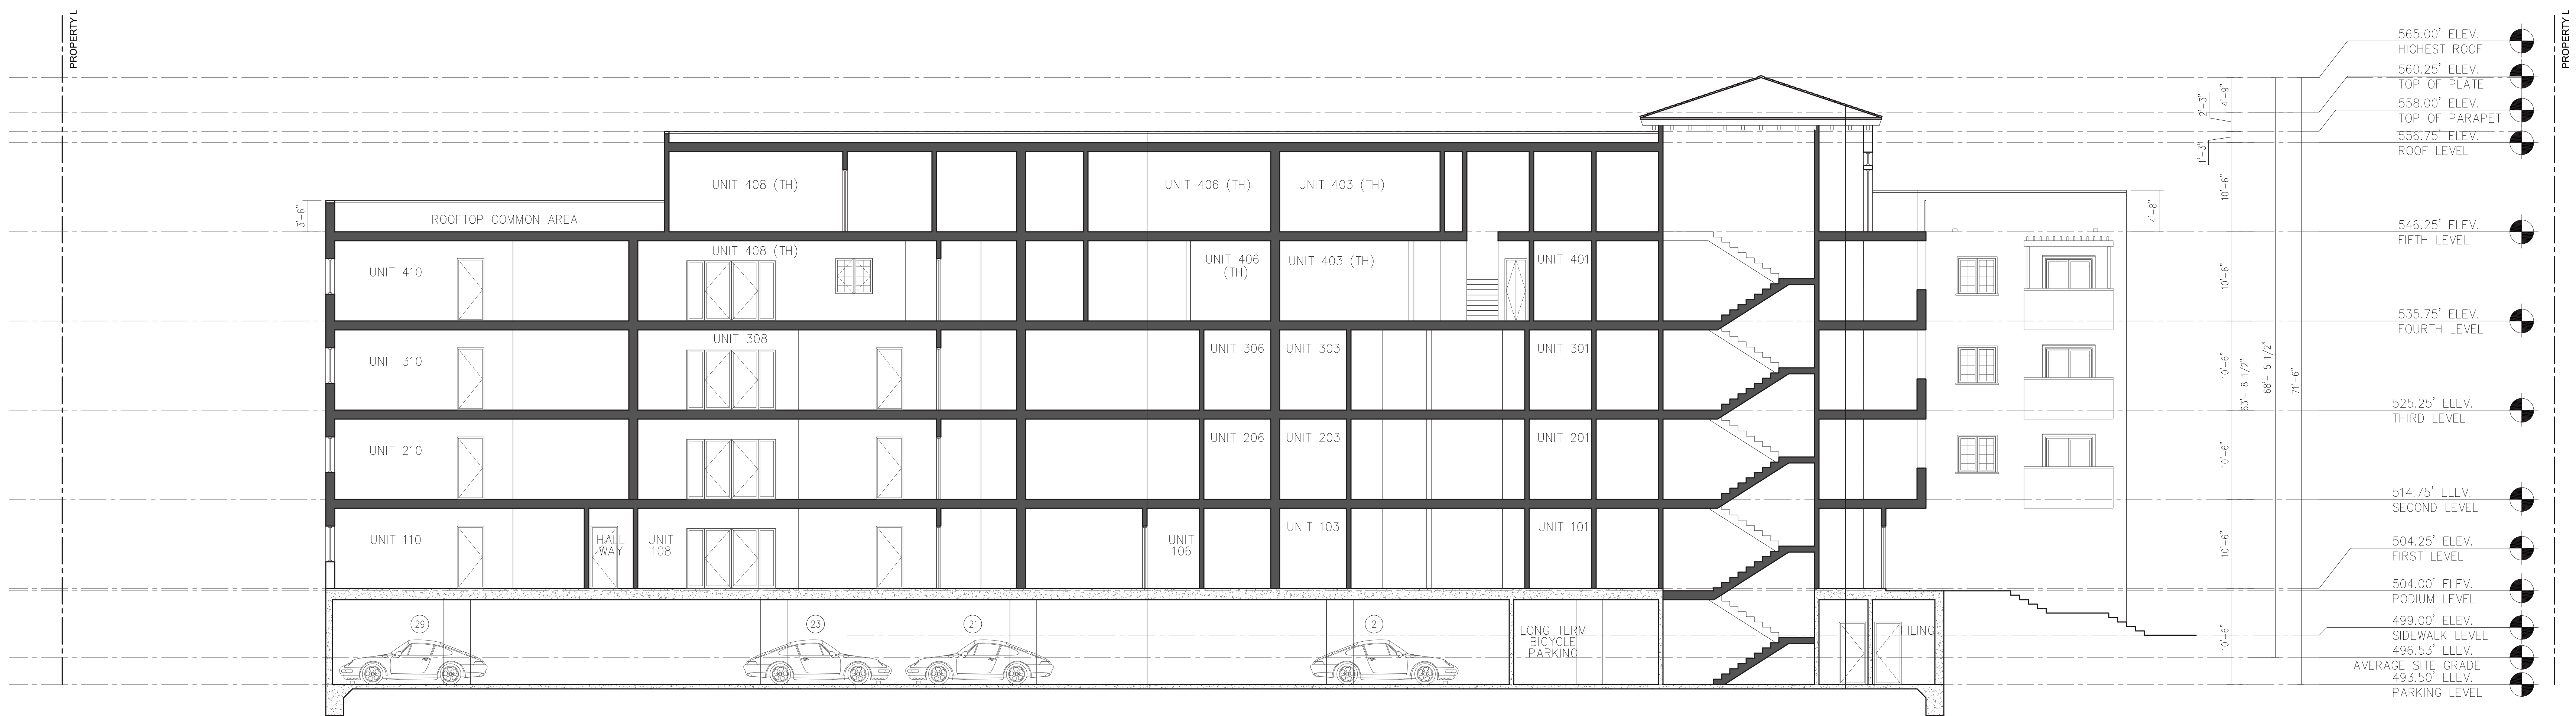 PROPERTY L
PROPERTY L
565.00' ELEV.
HIGHEST ROOF
560.25' ELEV.
TOP OF PLATE
558.00' ELEV.
TOP OF PARAPET
556.75' ELEV.
ROOF LEVEL
546.25' ELEV.
FIFTH LEVEL
535.75' ELEV.
FOURTH LEVEL
525.25' ELEV.
THIRD LEVEL
514.75' ELEV.
SECOND LEVEL
504.25' ELEV.
FIRST LEVEL
504.00' ELEV.
PODIUM LEVEL
499.00' ELEV.
SIDEWALK LEVEL
496.53' ELEV.
AVERAGE SITE GRADE
493.50' ELEV.
PARKING LEVEL
2'-3"
4'-9"
1'-3"
10'-6"
10'-6"
10'-6"
10'-6"
10'-6"
10'-6"
63'- 8 1/2"
68'- 5 1/2"
71'-6"
4'-8"
3'-6"
UNIT 408 (TH)
UNIT 406 (TH)
UNIT 403 (TH)
ROOFTOP COMMON AREA
UNIT 410
UNIT 408 (TH)
UNIT 406
(TH)
UNIT 403 (TH)
UNIT 401
UNIT 310
UNIT 308
UNIT 306
UNIT 303
UNIT 301
UNIT 210
UNIT 206
UNIT 203
UNIT 201
UNIT 110
HALL
WAY
UNIT
108
UNIT
106
UNIT 103
UNIT 101
29
23
21
2
LONG TERM
BICYCLE
PARKING
FILING